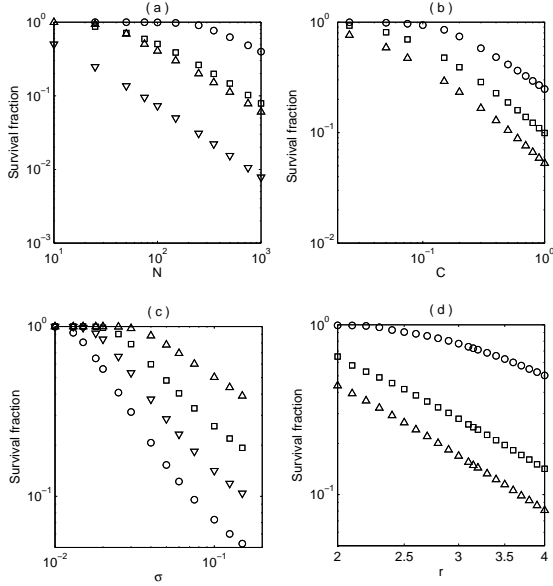 ( a )
Survival fraction
10^0
10^-1
10^-2
10^-3
10^1
10^2
10^3
N
( b )
Survival fraction
10^0
10^-1
10^-2
10^-1
10^0
C
( c )
Survival fraction
10^0
10^-1
10^-2
10^-1
σ
( d )
Survival fraction
10^0
10^-1
2
2.5
3
3.5
4
r